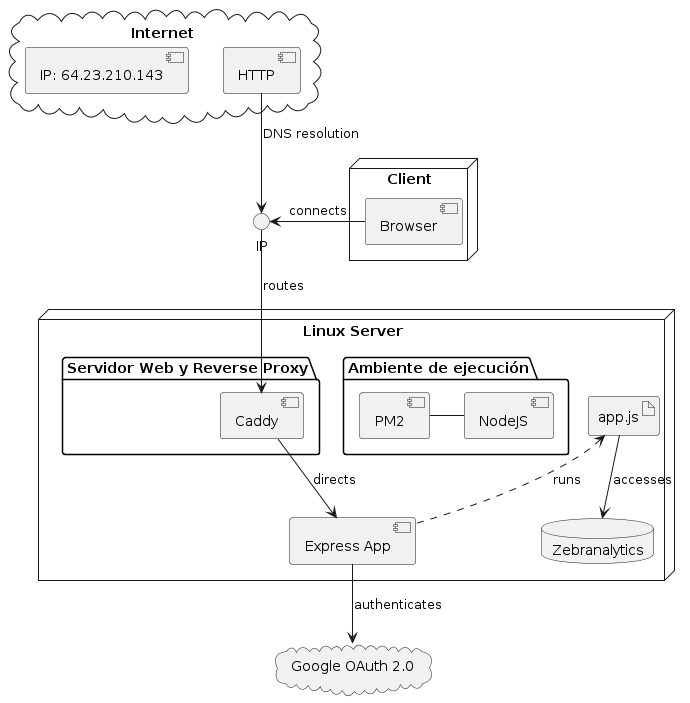 Internet
IP: 64.23.210.143
HTTP
DNS resolution
Client
connects
Browser
IP
routes
Linux Server
Servidor Web y Reverse Proxy
Ambiente de ejecución
Caddy
PM2
NodeJS
app.js
directs
runs
accesses
Express App
Zebranalytics
authenticates
Google OAuth 2.0